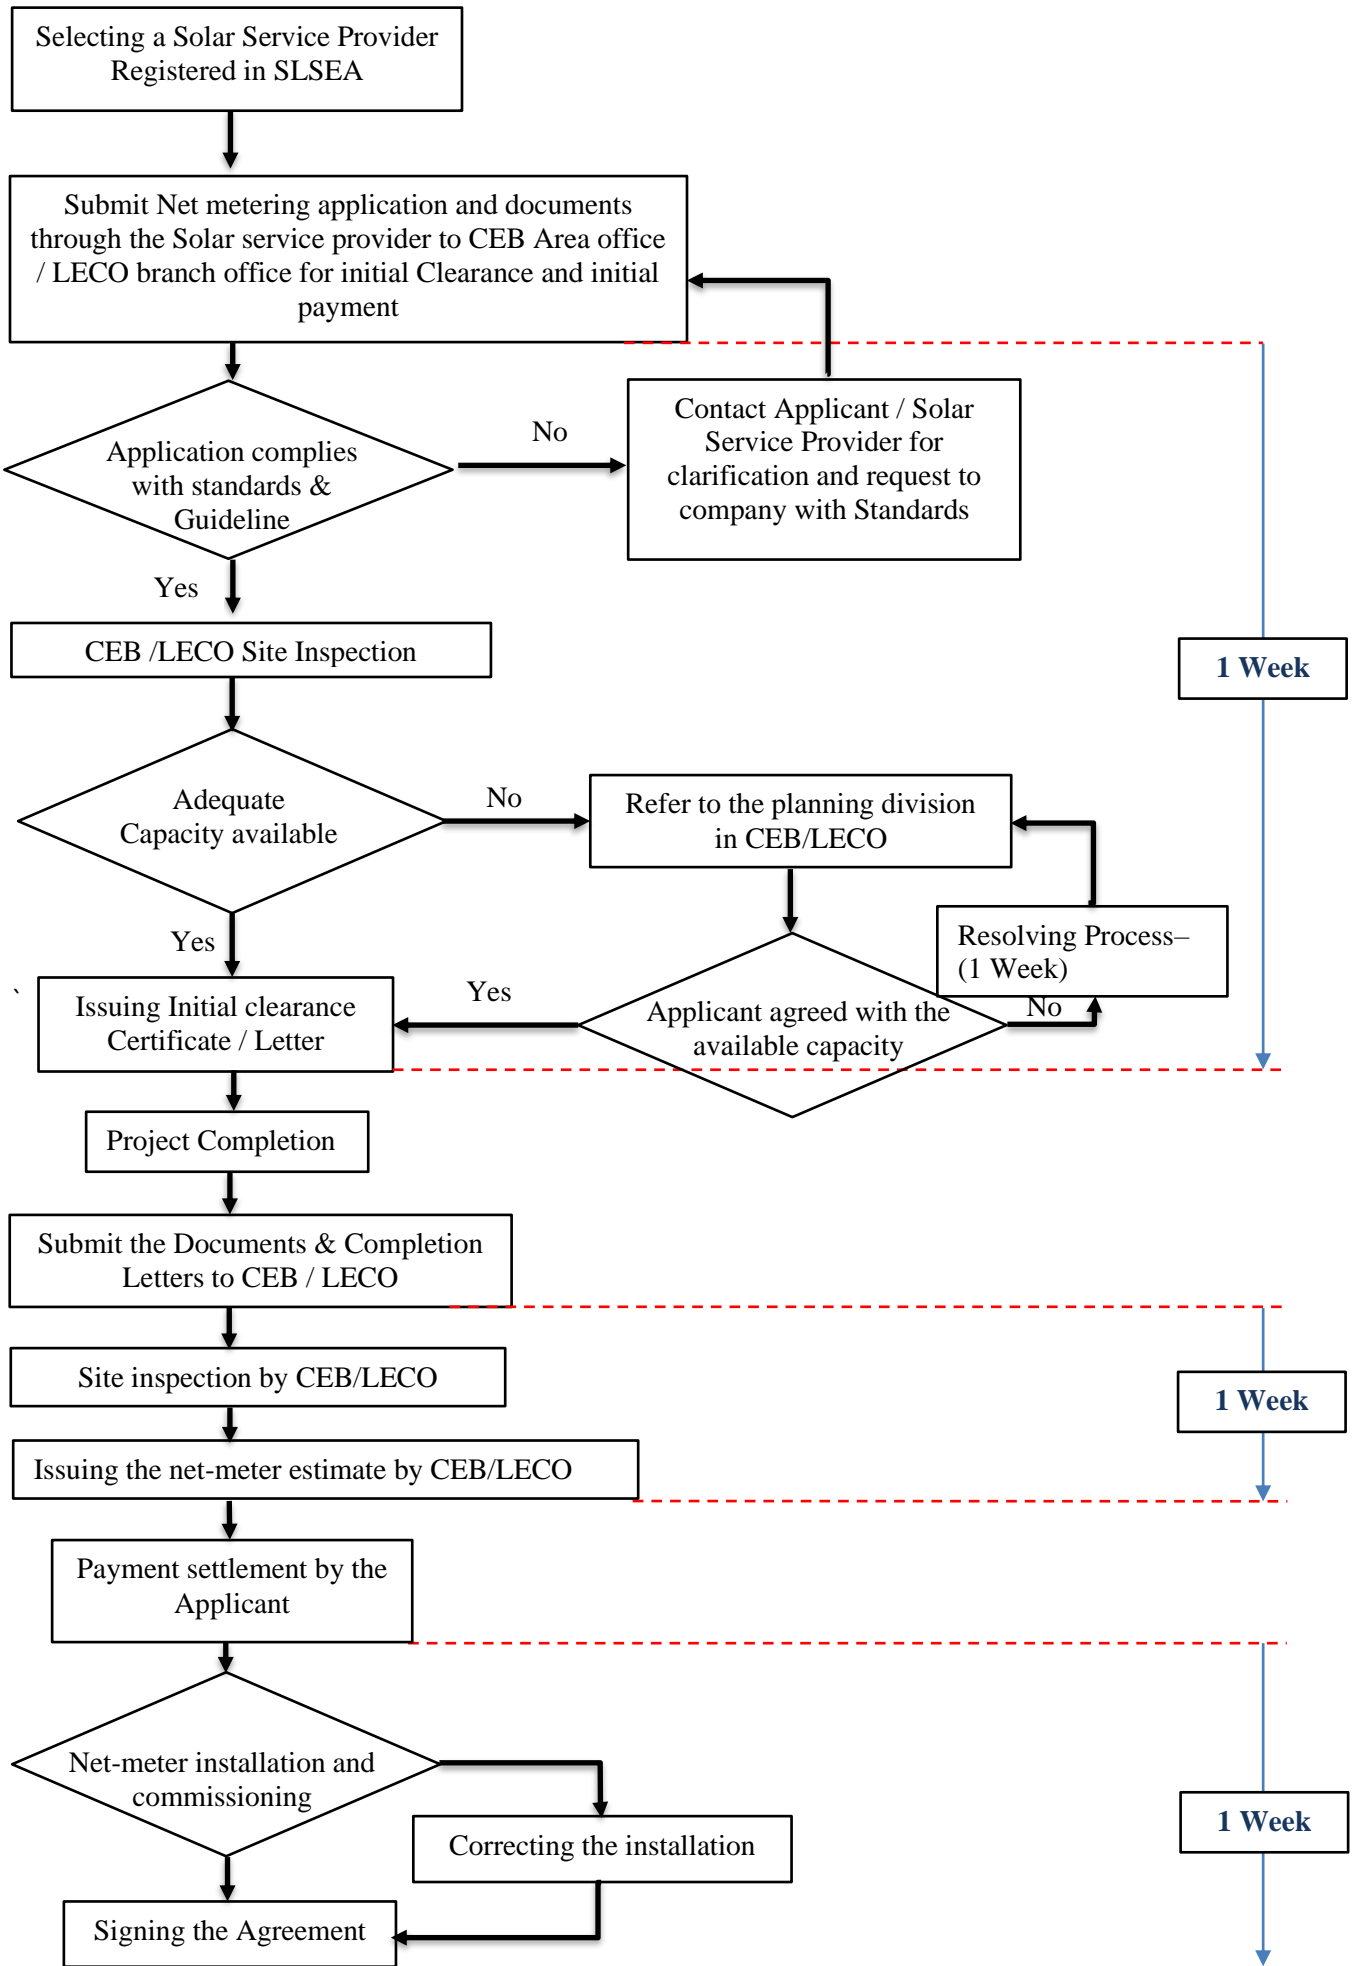 Selecting a Solar Service Provider
Registered in SLSEA
Submit Net metering application and documents
through the Solar service provider to CEB Area office
/ LECO branch office for initial Clearance and initial
payment
Application complies
with standards &
Guideline
No
Contact Applicant / Solar
Service Provider for
clarification and request to
company with Standards
Yes
CEB /LECO Site Inspection
1 Week
Adequate
Capacity available
No
Refer to the planning division
in CEB/LECO
Yes
Resolving Process–
(1 Week)
`
Issuing Initial clearance
Certificate / Letter
Yes
Applicant agreed with the
available capacity
No
Project Completion
Submit the Documents & Completion
Letters to CEB / LECO
Site inspection by CEB/LECO
1 Week
Issuing the net-meter estimate by CEB/LECO
Payment settlement by the
Applicant
Net-meter installation and
commissioning
1 Week
Correcting the installation
Signing the Agreement